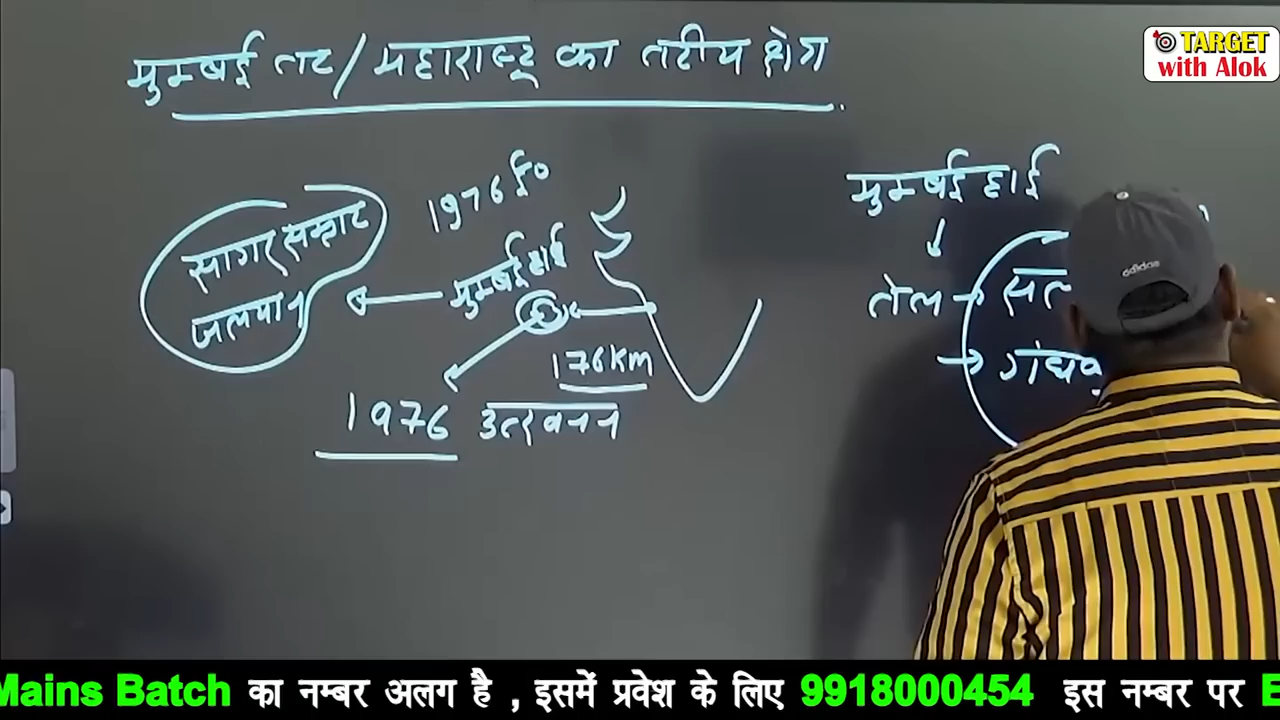 TARGET
with Alok
मुम्बई तट / महाराष्ट्र का तटीय क्षेत्र
1976 ई०
सागर सम्राट
जलयान
मुम्बई हाई
176 km
1976 उत्खनन
मुम्बई हाई
तेल
Mains Batch का नम्बर अलग है , इसमें प्रवेश के लिए 9918000454 इस नम्बर पर E
adidas